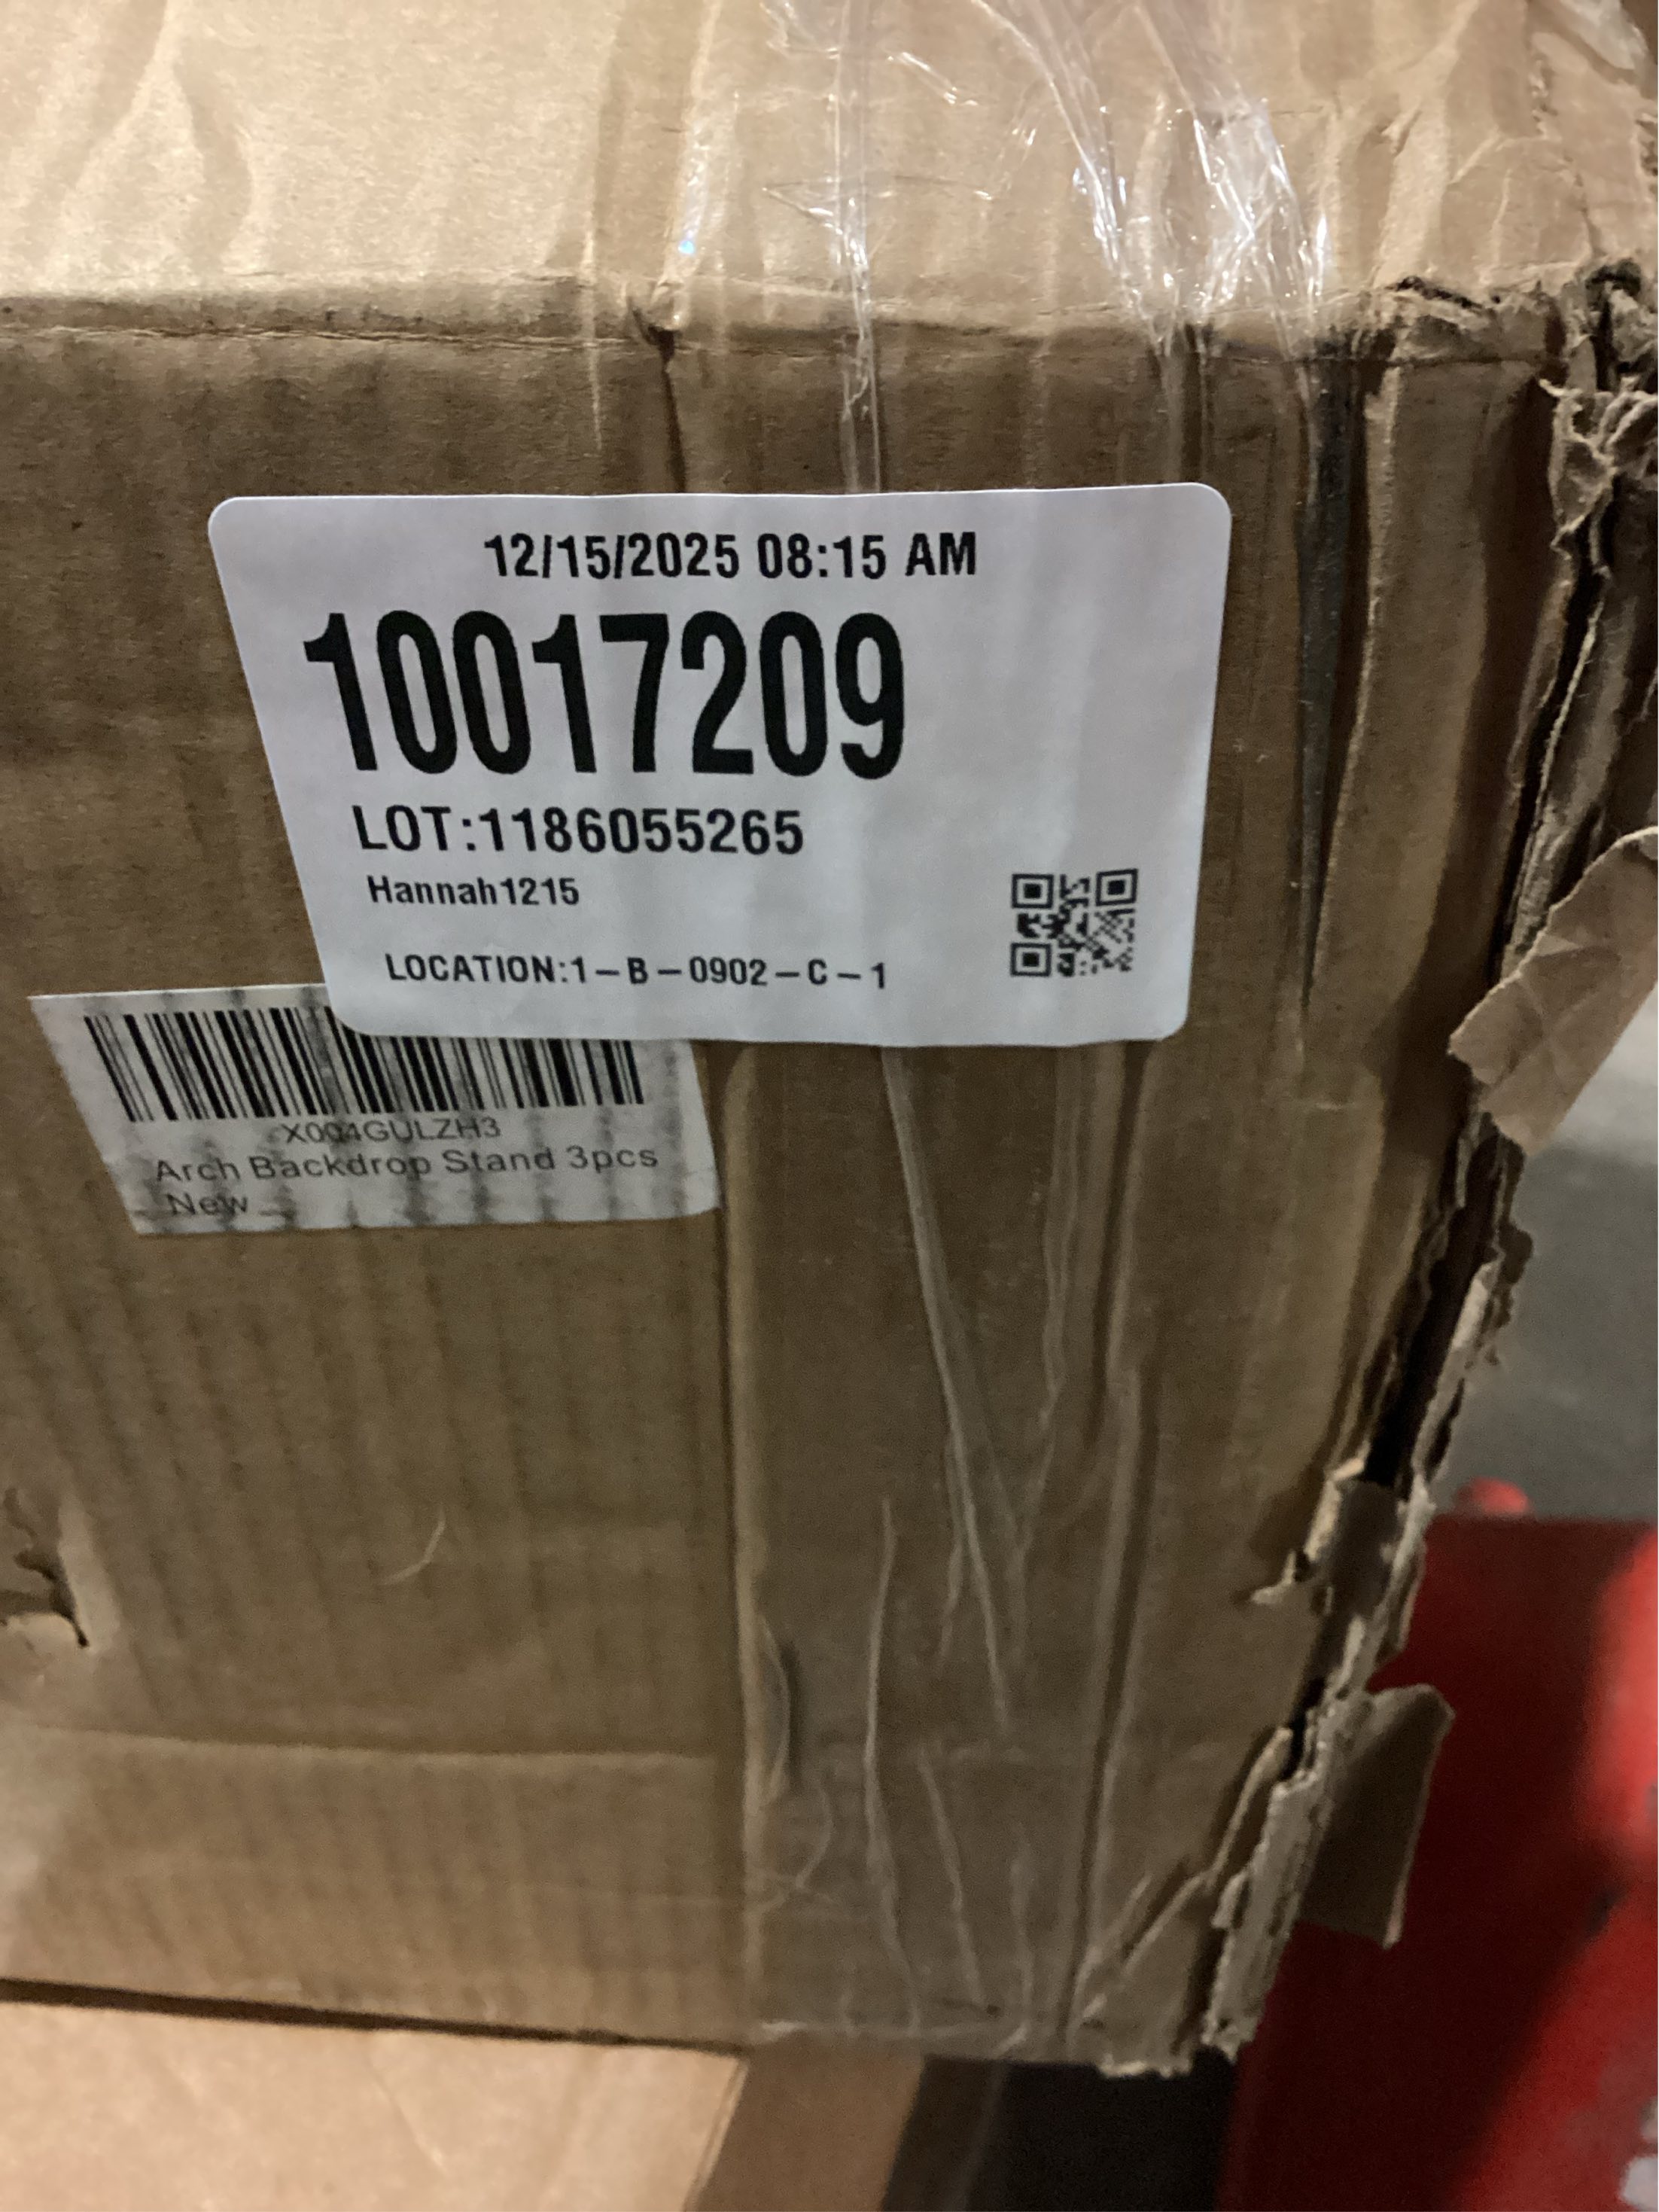 12/15/2025 08:15 AM
10017209
LOT:1186055265
Hannah1215
LOCATION:1-B-0902-C-1
X004GULZH3
Arch Backdrop Stand 3pcs
New